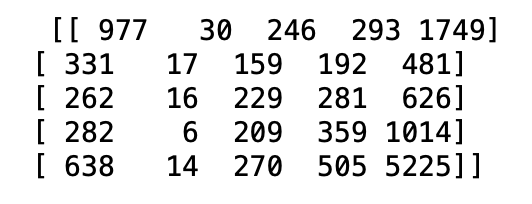 [[ 977 30 246 293 1749]
[ 331 17 159 192 481]
[ 262 16 229 281 626]
[ 282 6 209 359 1014]
[ 638 14 270 505 5225]]